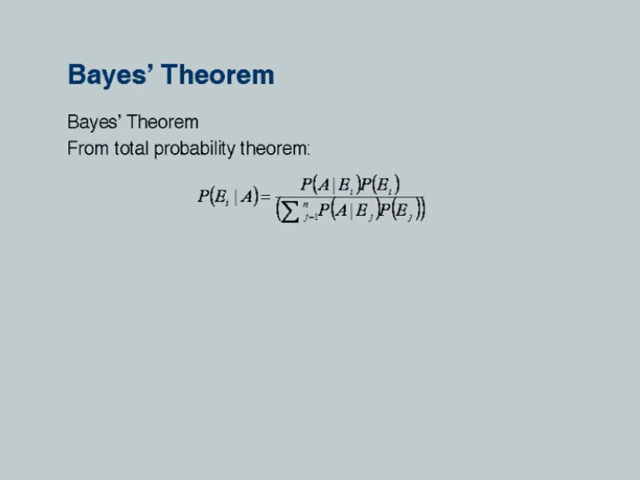 Bayes' Theorem
Bayes' Theorem
From total probability theorem:
P(E_i | A) = P(A | E_i)P(E_i) / (∑_{j=1}^{n} P(A | E_j)P(E_j))